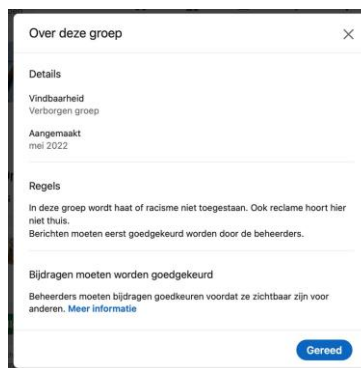 Over deze groep
Details
Vindbaarheid
Verborgen groep
Aangemaakt
mei 2022
Regels
In deze groep wordt haat of racisme niet toegestaan. Ook reclame hoort hier
niet thuis.
Berichten moeten eerst goedgekeurd worden door de beheerders.
Bijdragen moeten worden goedgekeurd
Beheerders moeten bijdragen goedkeuren voordat ze zichtbaar zijn voor
anderen. Meer informatie
Gereed